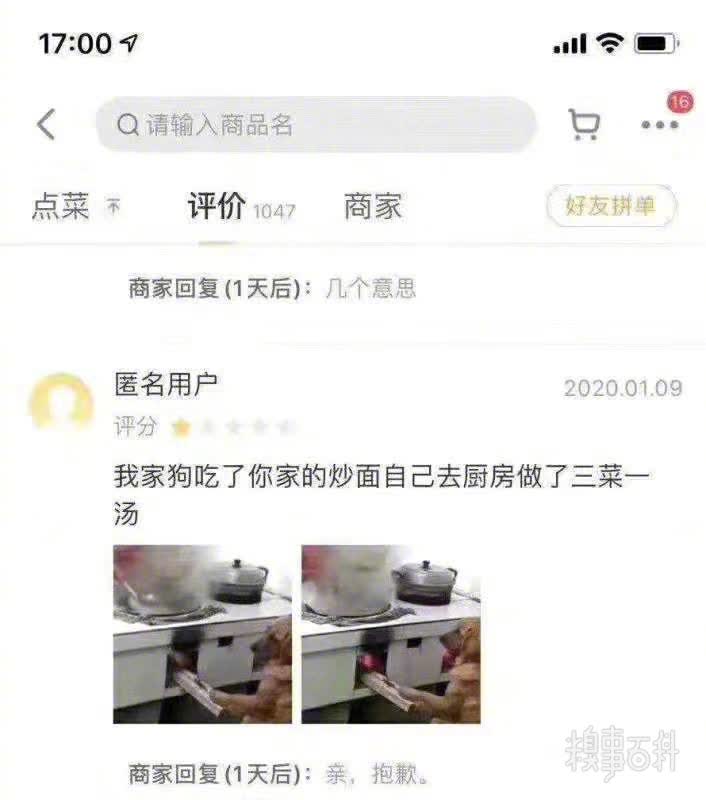 17:00
请输入商品名
16
点菜
评价 1047
商家
好友拼单
商家回复(1天后)：几个意思
匿名用户
2020.01.09
评分
我家狗吃了你家的炒面自己去厨房做了三菜一
汤
商家回复(1天后)：亲，抱歉。
糗事百科